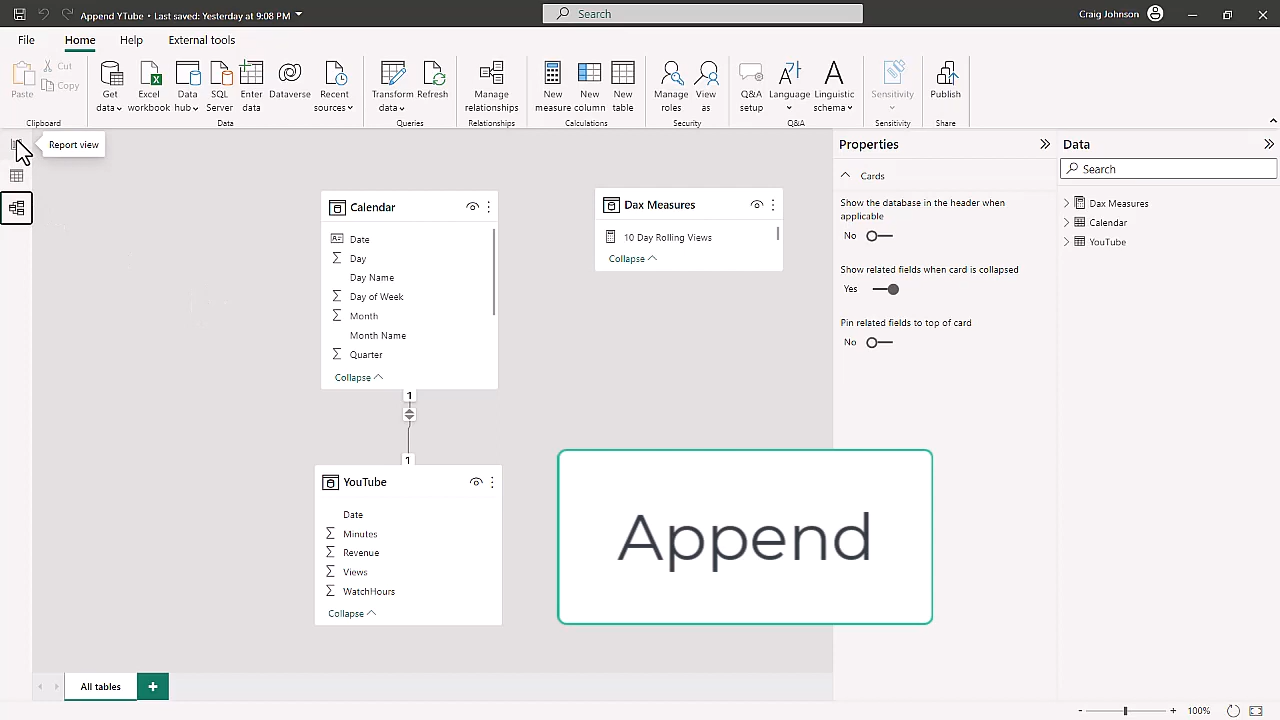 Append YTube • Last saved: Yesterday at 9:08 PM
Search
Craig Johnson
File
Home
Help
External tools
Paste
Cut
Copy
Get data
Excel workbook
Data hub
SQL Server
Enter data
Dataverse
Recent sources
Transform data
Refresh
Manage relationships
New measure
New column
New table
Manage roles
View as
Q&A setup
Language
Linguistic schema
Sensitivity
Publish
Clipboard
Data
Queries
Relationships
Calculations
Security
Q&A
Sensitivity
Share
Report view
Calendar
Date
Day
Day Name
Day of Week
Month
Month Name
Quarter
Collapse
1
1
YouTube
Date
Minutes
Revenue
Views
WatchHours
Collapse
Dax Measures
10 Day Rolling Views
Collapse
Append
Properties
Cards
Show the database in the header when
applicable
No
Show related fields when card is collapsed
Yes
Pin related fields to top of card
No
Data
Search
Dax Measures
Calendar
YouTube
All tables
+
- + 100%